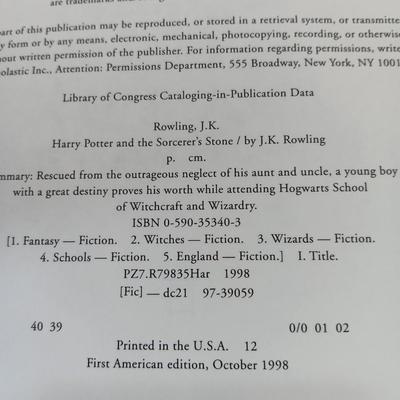 are trademarks and
part of this publication may be reproduced, or stored in a retrieval system, or transmitte
y form or by any means, electronic, mechanical, photocopying, recording, or otherwise
out written permission of the publisher. For information regarding permissions, write
olastic Inc., Attention: Permissions Department, 555 Broadway, New York, NY 1001
Library of Congress Cataloging-in-Publication Data
Rowling, J.K.
Harry Potter and the Sorcerer's Stone / by J.K. Rowling
p. cm.
mmary: Rescued from the outrageous neglect of his aunt and uncle, a young boy
with a great destiny proves his worth while attending Hogwarts School
of Witchcraft and Wizardry.
ISBN 0-590-35340-3
[1. Fantasy — Fiction. 2. Witches — Fiction. 3. Wizards — Fiction.
4. Schools — Fiction. 5. England — Fiction.] I. Title.
PZ7.R79835Har 1998
[Fic] — dc21 97-39059
40 39 0/0 01 02
Printed in the U.S.A. 12
First American edition, October 1998